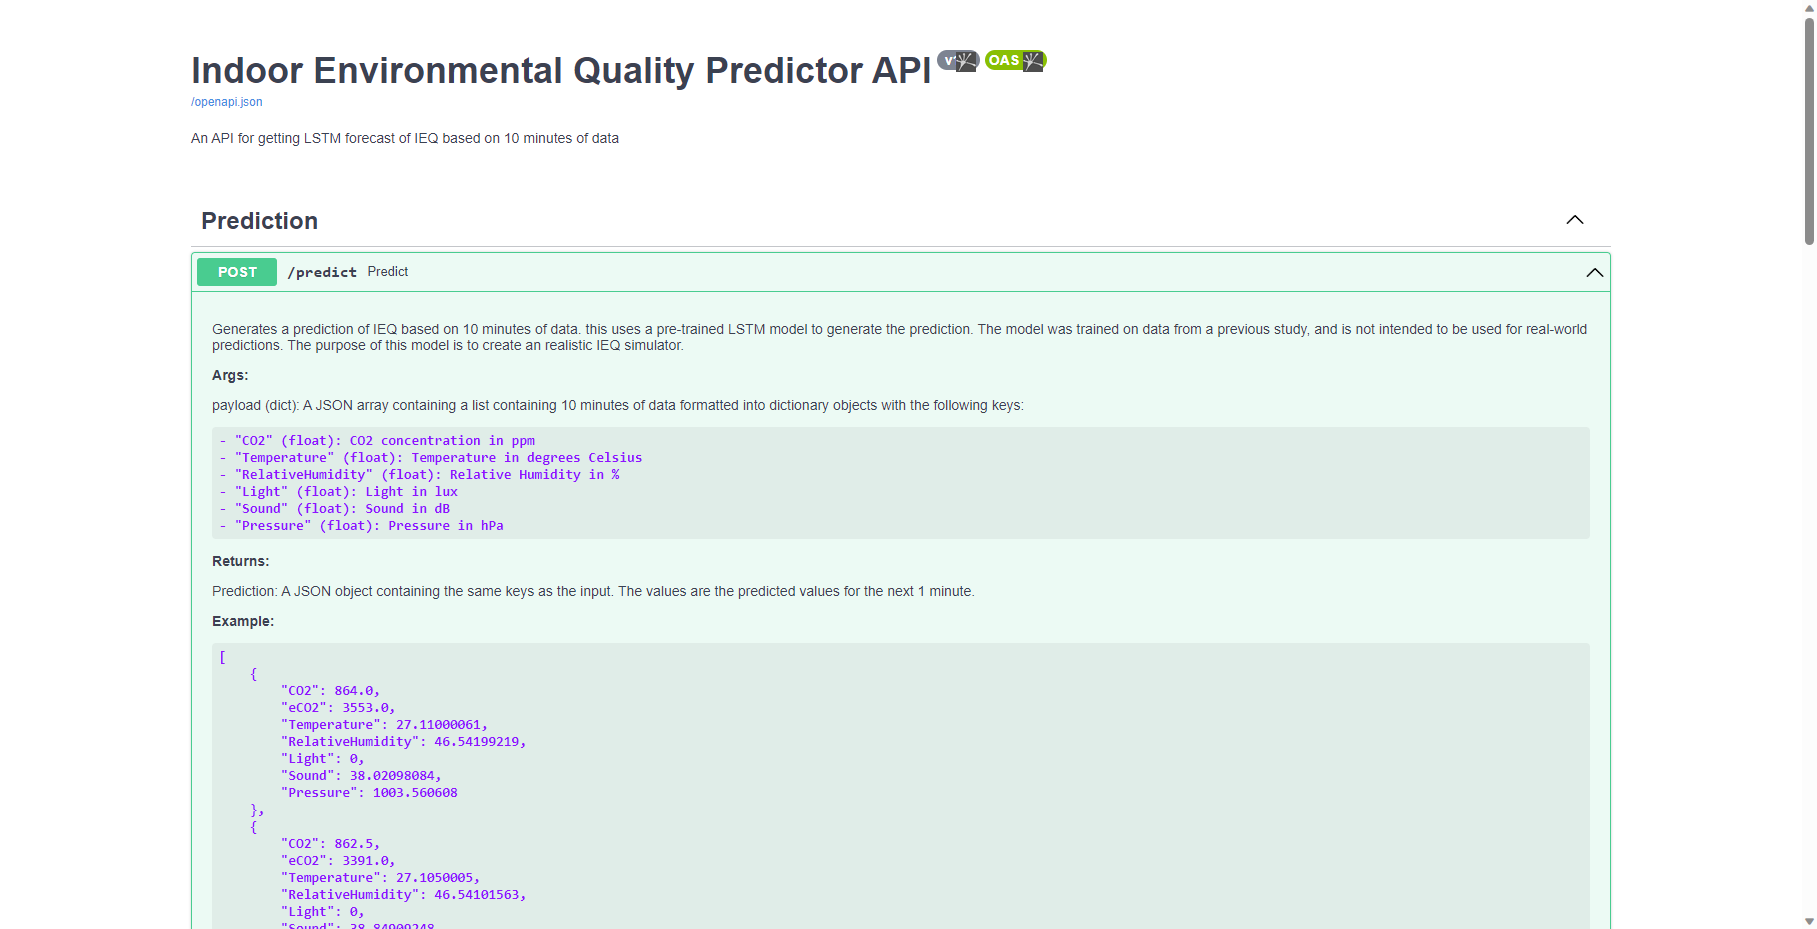 Indoor Environmental Quality Predictor API
OAS
/openapi.json
An API for getting LSTM forecast of IEQ based on 10 minutes of data
Prediction
POST /predict Predict
Generates a prediction of IEQ based on 10 minutes of data. this uses a pre-trained LSTM model to generate the prediction. The model was trained on data from a previous study, and is not intended to be used for real-world
predictions. The purpose of this model is to create an realistic IEQ simulator.
Args:
payload (dict): A JSON array containing a list containing 10 minutes of data formatted into dictionary objects with the following keys:
- "CO2" (float): CO2 concentration in ppm
- "Temperature" (float): Temperature in degrees Celsius
- "RelativeHumidity" (float): Relative Humidity in %
- "Light" (float): Light in lux
- "Sound" (float): Sound in dB
- "Pressure" (float): Pressure in hPa
Returns:
Prediction: A JSON object containing the same keys as the input. The values are the predicted values for the next 1 minute.
Example:
[
{
"CO2": 864.0,
"eCO2": 3553.0,
"Temperature": 27.11000061,
"RelativeHumidity": 46.54199219,
"Light": 0,
"Sound": 38.02098084,
"Pressure": 1003.560608
},
{
"CO2": 862.5,
"eCO2": 3391.0,
"Temperature": 27.1050005,
"RelativeHumidity": 46.54101563,
"Light": 0,
"Sound": 38.84909248